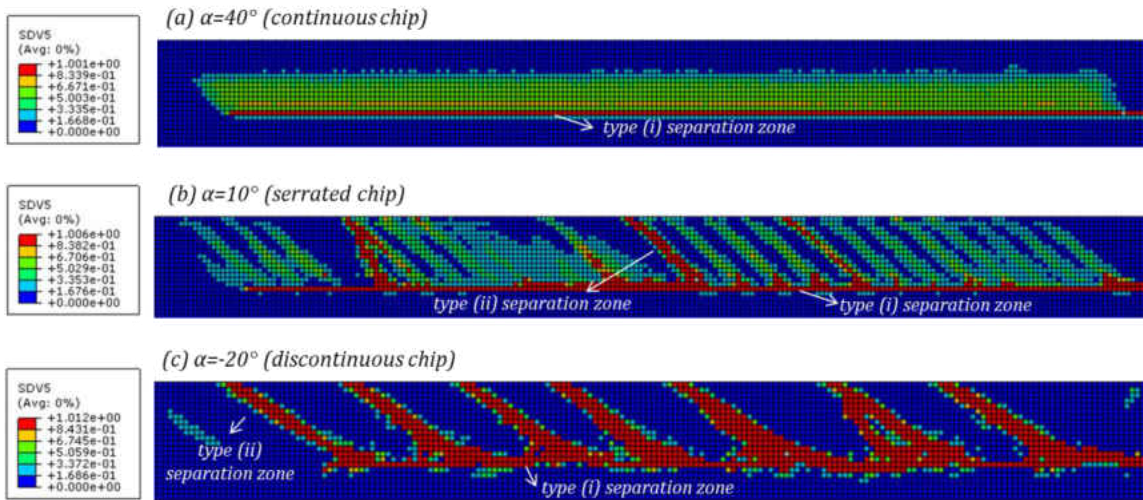 (a) α=40° (continuous chip)
SDV5
(Avg: 0%)
+1.001e+00
+8.339e-01
+6.671e-01
+5.003e-01
+3.335e-01
+1.668e-01
+0.000e+00
type (i) separation zone
(b) α=10° (serrated chip)
SDV5
(Avg: 0%)
+1.006e+00
+8.382e-01
+6.706e-01
+5.029e-01
+3.353e-01
+1.676e-01
+0.000e+00
type (ii) separation zone
type (i) separation zone
(c) α=-20° (discontinuous chip)
SDV5
(Avg: 0%)
+1.012e+00
+8.431e-01
+6.745e-01
+5.059e-01
+3.372e-01
+1.686e-01
+0.000e+00
type (ii)
separation zone
type (i) separation zone